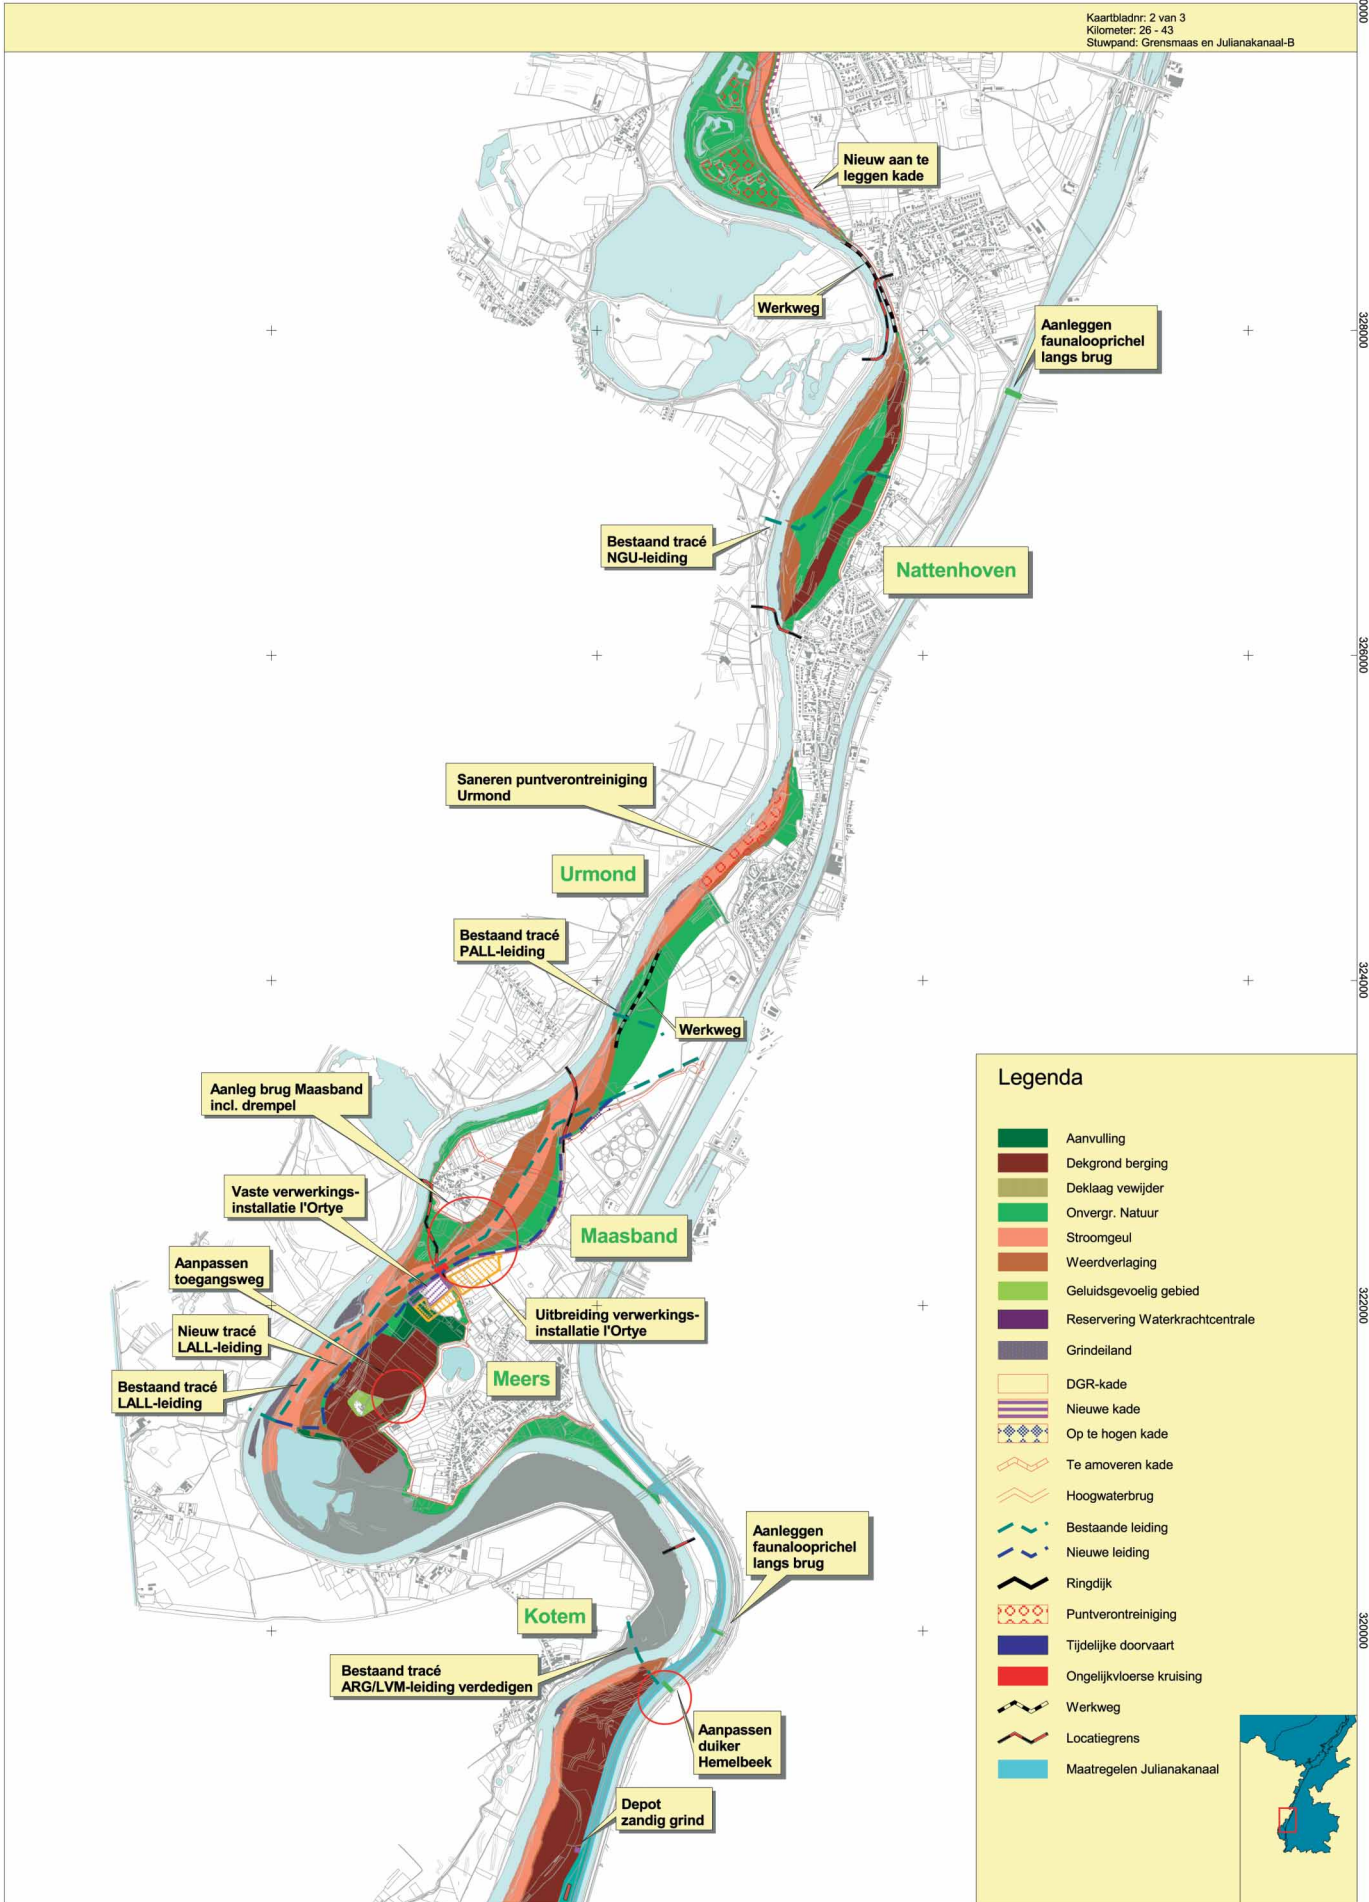 Kaartbladnr: 2 van 3
Kilometer: 26 - 43
Stuwpand: Grensmaas en Julianakanaal-B
Nieuw aan te
leggen kade
Werkweg
Aanleggen
faunalooprichel
langs brug
328000
Bestaand tracé
NGU-leiding
Nattenhoven
326000
Saneren puntverontreiniging
Urmond
Urmond
Bestaand tracé
PALL-leiding
324000
Werkweg
Aanleg brug Maasband
incl. drempel
Vaste verwerkings-
installatie l'Ortye
Maasband
Aanpassen
toegangsweg
Uitbreiding verwerkings-
installatie l'Ortye
322000
Nieuw tracé
LALL-leiding
Meers
Bestaand tracé
LALL-leiding
Aanleggen
faunalooprichel
langs brug
Kotem
320000
Bestaand tracé
ARG/LVM-leiding verdedigen
Aanpassen
duiker
Hemelbeek
Depot
zandig grind
Legenda
Aanvulling
Dekgrond berging
Deklaag vewijder
Onvergr. Natuur
Stroomgeul
Weerdverlaging
Geluidsgevoelig gebied
Reservering Waterkrachtcentrale
Grindeiland
DGR-kade
Nieuwe kade
Op te hogen kade
Te amoveren kade
Hoogwaterbrug
Bestaande leiding
Nieuwe leiding
Ringdijk
Puntverontreiniging
Tijdelijke doorvaart
Ongelijkvloerse kruising
Werkweg
Locatiegrens
Maatregelen Julianakanaal